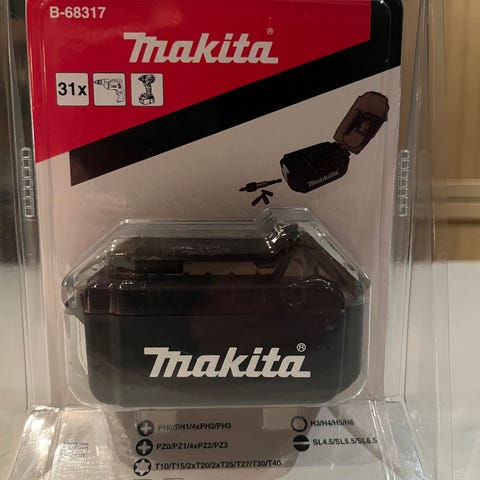 B-68317
makita®
31x
makita
makita®
PH0/PH1/4xPH2/PH3
H3/H4/H5/H6
PZ0/PZ1/4xPZ2/PZ3
SL4.5/SL5.5/SL6.5
T10/T15/2xT20/2xT25/T27/T30/T40